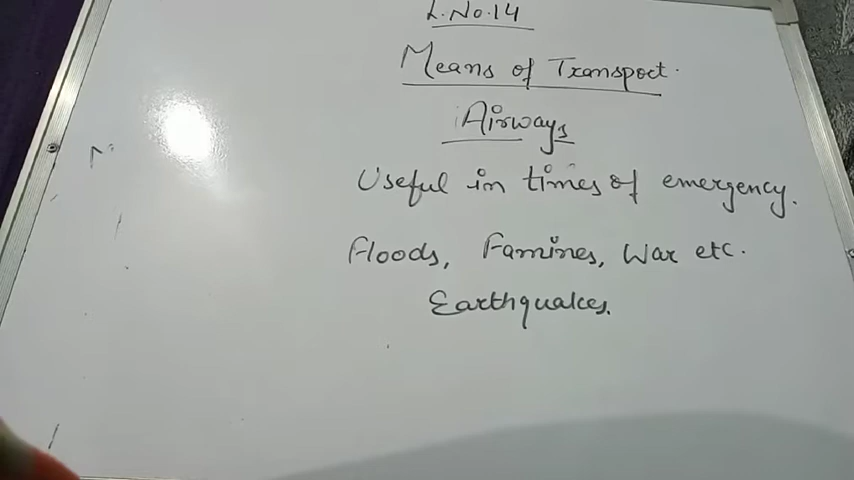 L.No.14
Means of Transport.
Airways
Useful in times of emergency.
Floods, Famines, War etc.
Earthquakes.